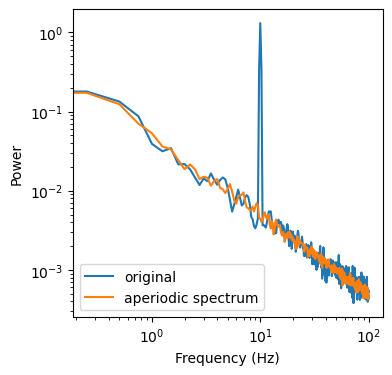 10⁰
10⁻¹
10⁻²
10⁻³
Power
original
aperiodic spectrum
10⁰ 10¹ 10²
Frequency (Hz)